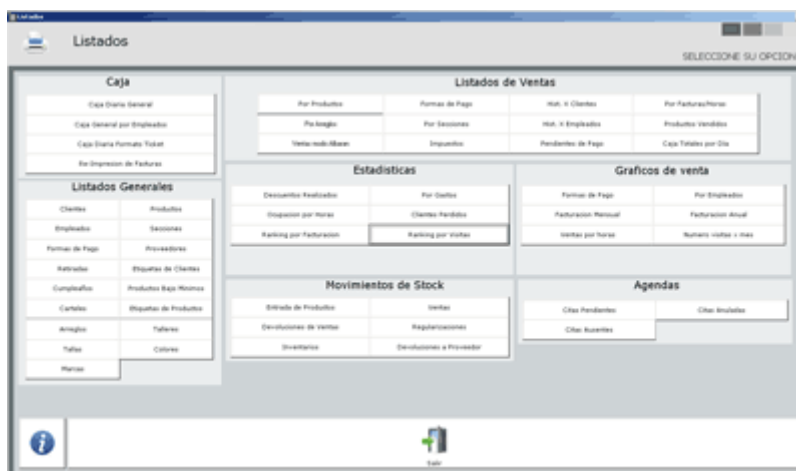 Listados
Listados
SELECCIONE SU OPCION
Caja
Caja Diaria General
Caja General por Empleados
Caja Diaria Formato Ticket
Re-Impresion de Facturas
Listados de Ventas
Por Productos
Formas de Pago
Hist. X Clientes
Por Facturas/Horas
Pix Arreglo
Por Secciones
Hist. X Empleados
Productos Vendidos
Ventas modo Albaran
Impuestos
Pendientes de Pago
Caja Totales por Dia
Listados Generales
Clientes
Productos
Empleados
Secciones
Formas de Pago
Proveedores
Retiradas
Etiquetas de Clientes
Cumpleaños
Productos Bajo Minimos
Carteles
Etiquetas de Productos
Arreglos
Talleres
Tallas
Colores
Marcas
Estadisticas
Descuentos Realizados
Por Gastos
Ocupacion por Horas
Clientes Perdidos
Ranking por Facturacion
Ranking por Visitas
Graficos de venta
Formas de Pago
Por Empleados
Facturacion Mensual
Facturacion Anual
Ventas por horas
Numero visitas x mes
Movimientos de Stock
Entrada de Productos
Ventas
Devoluciones de Ventas
Regularizaciones
Inventarios
Devoluciones a Proveedor
Agendas
Citas Pendientes
Citas Anuladas
Citas Ausentes
Salir